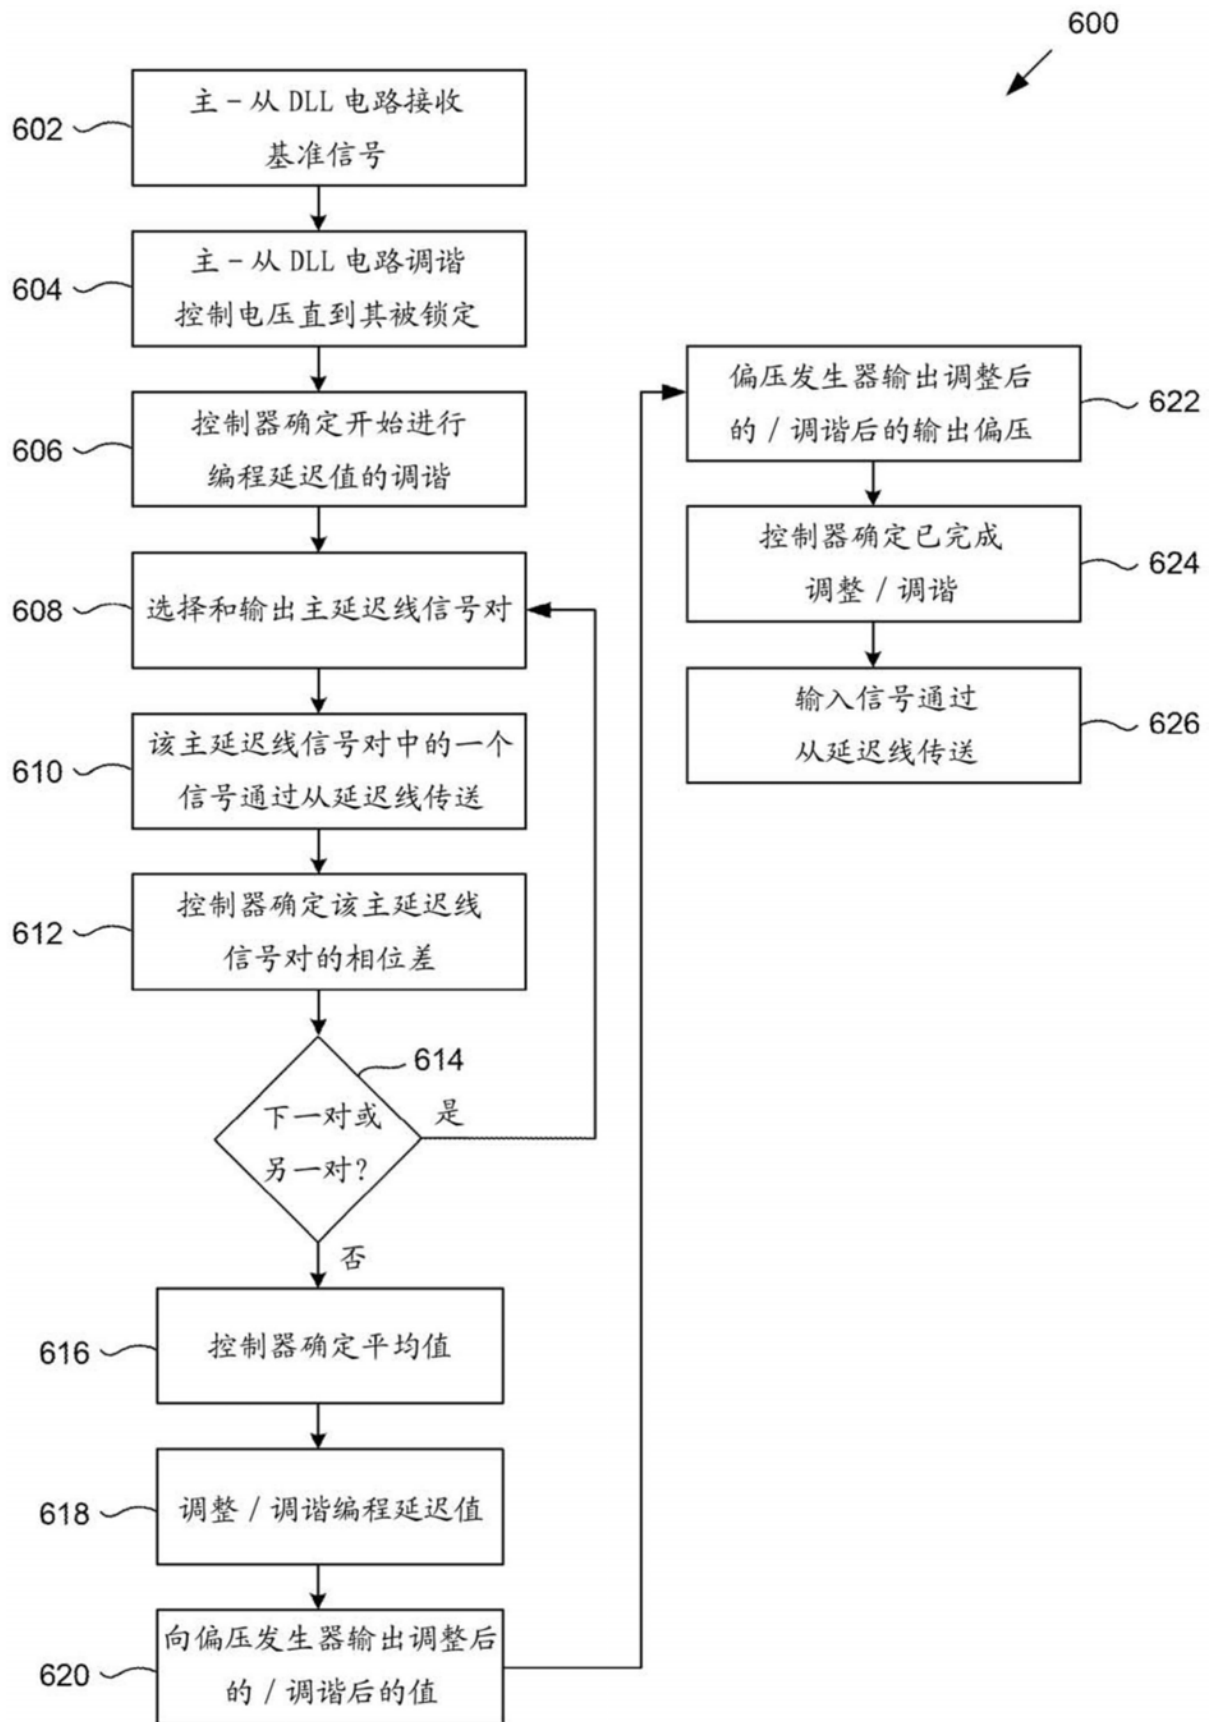 600
602
主-从 DLL 电路接收
基准信号
604
主-从 DLL 电路调谐
控制电压直到其被锁定
606
控制器确定开始进行
编程延迟值的调谐
608
选择和输出主延迟线信号对
610
该主延迟线信号对中的一个
信号通过从延迟线传送
612
控制器确定该主延迟线
信号对的相位差
614
下一对或
另一对?
是
否
616
控制器确定平均值
618
调整/调谐编程延迟值
620
向偏压发生器输出调整后
的/调谐后的值
622
偏压发生器输出调整后
的/调谐后的输出偏压
624
控制器确定已完成
调整/调谐
626
输入信号通过
从延迟线传送